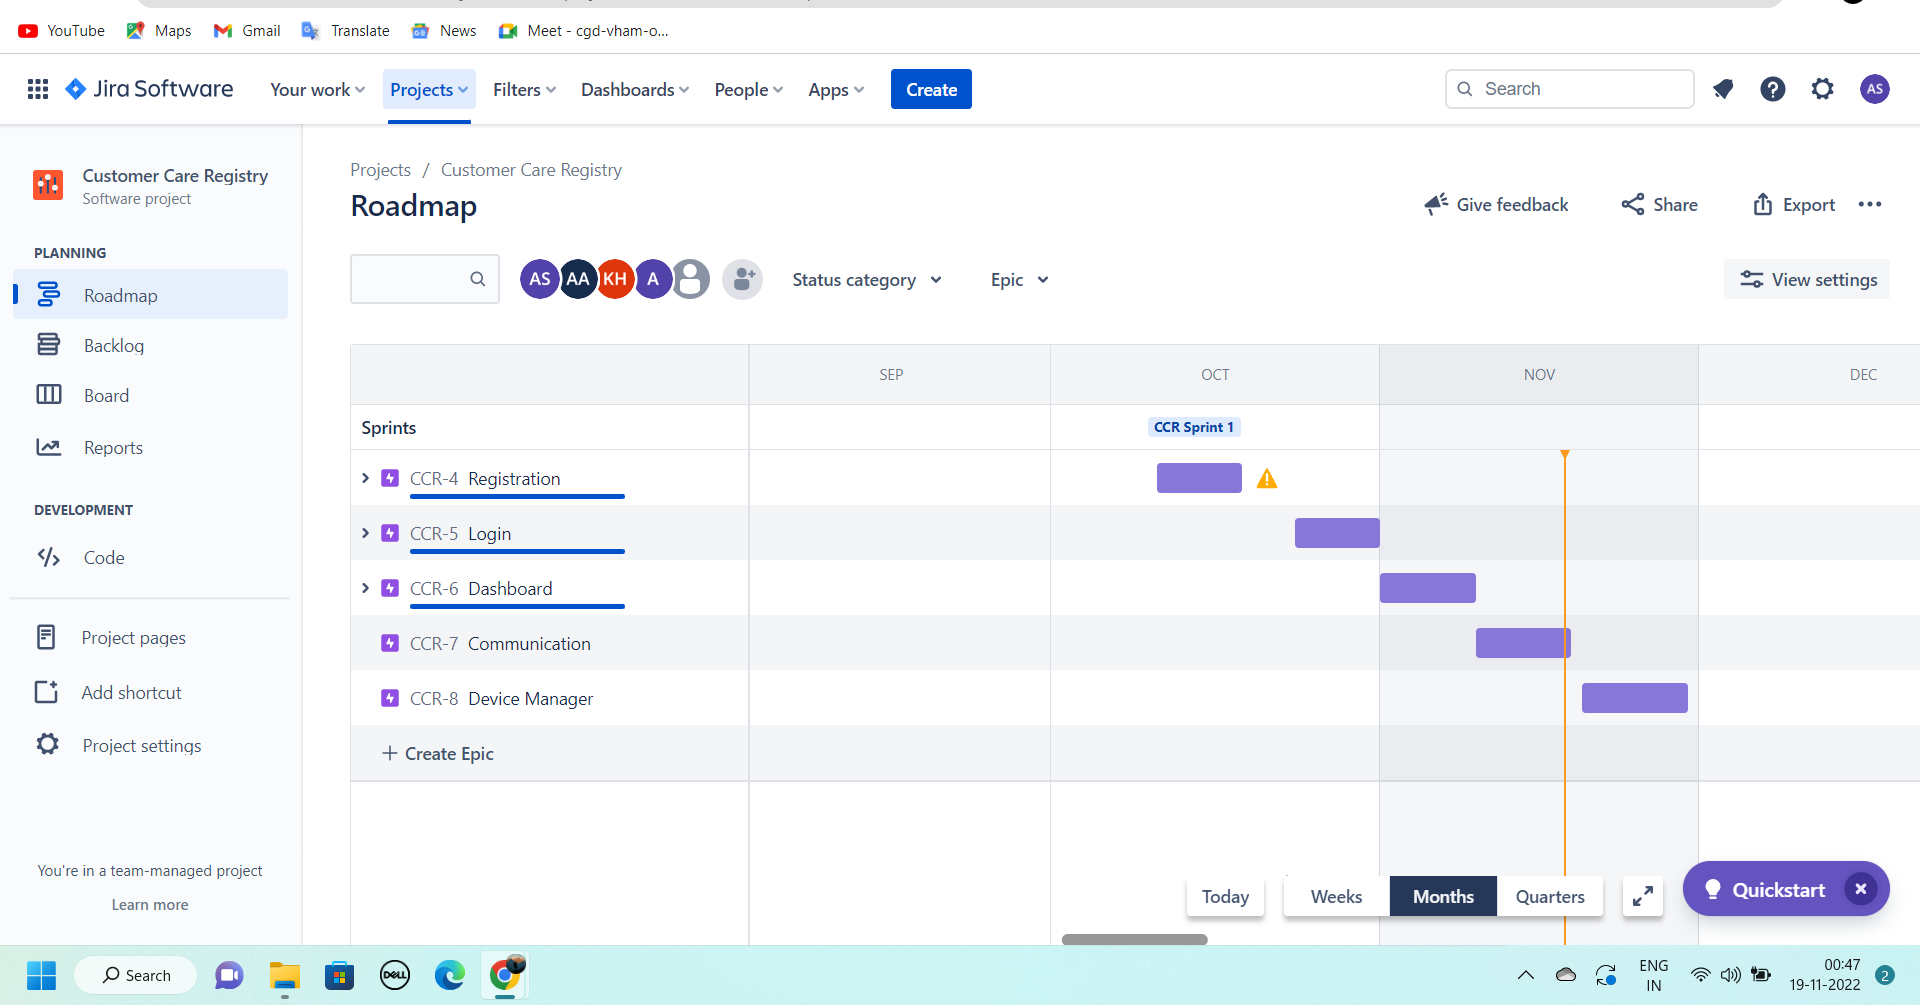 YouTube Maps Gmail Translate News Meet - cgd-vham-o...
Jira Software Your work Projects Filters Dashboards People Apps Create Search AS
Customer Care Registry
Software project
PLANNING
Roadmap
Backlog
Board
Reports
DEVELOPMENT
Code
Project pages
Add shortcut
Project settings
You're in a team-managed project
Learn more
Projects / Customer Care Registry
Roadmap
Give feedback Share Export
AS AA KH A Status category Epic View settings
SEP OCT NOV DEC
Sprints CCR Sprint 1
CCR-4 Registration
CCR-5 Login
CCR-6 Dashboard
CCR-7 Communication
CCR-8 Device Manager
+ Create Epic
Today Weeks Months Quarters Quickstart
Search DELL ENG IN 00:47 19-11-2022 2